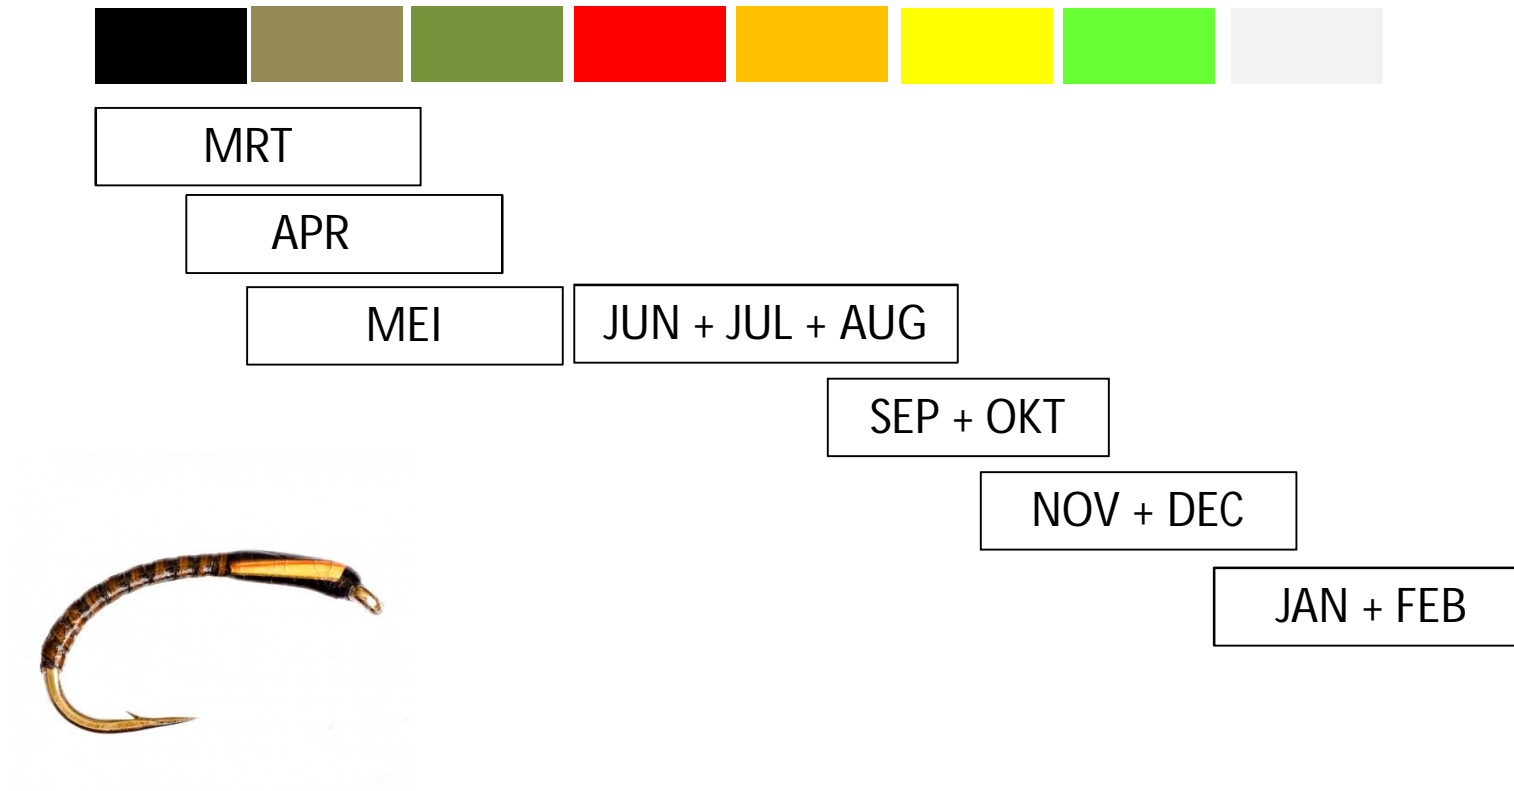 MRT
APR
MEI
JUN + JUL + AUG
SEP + OKT
NOV + DEC
JAN + FEB